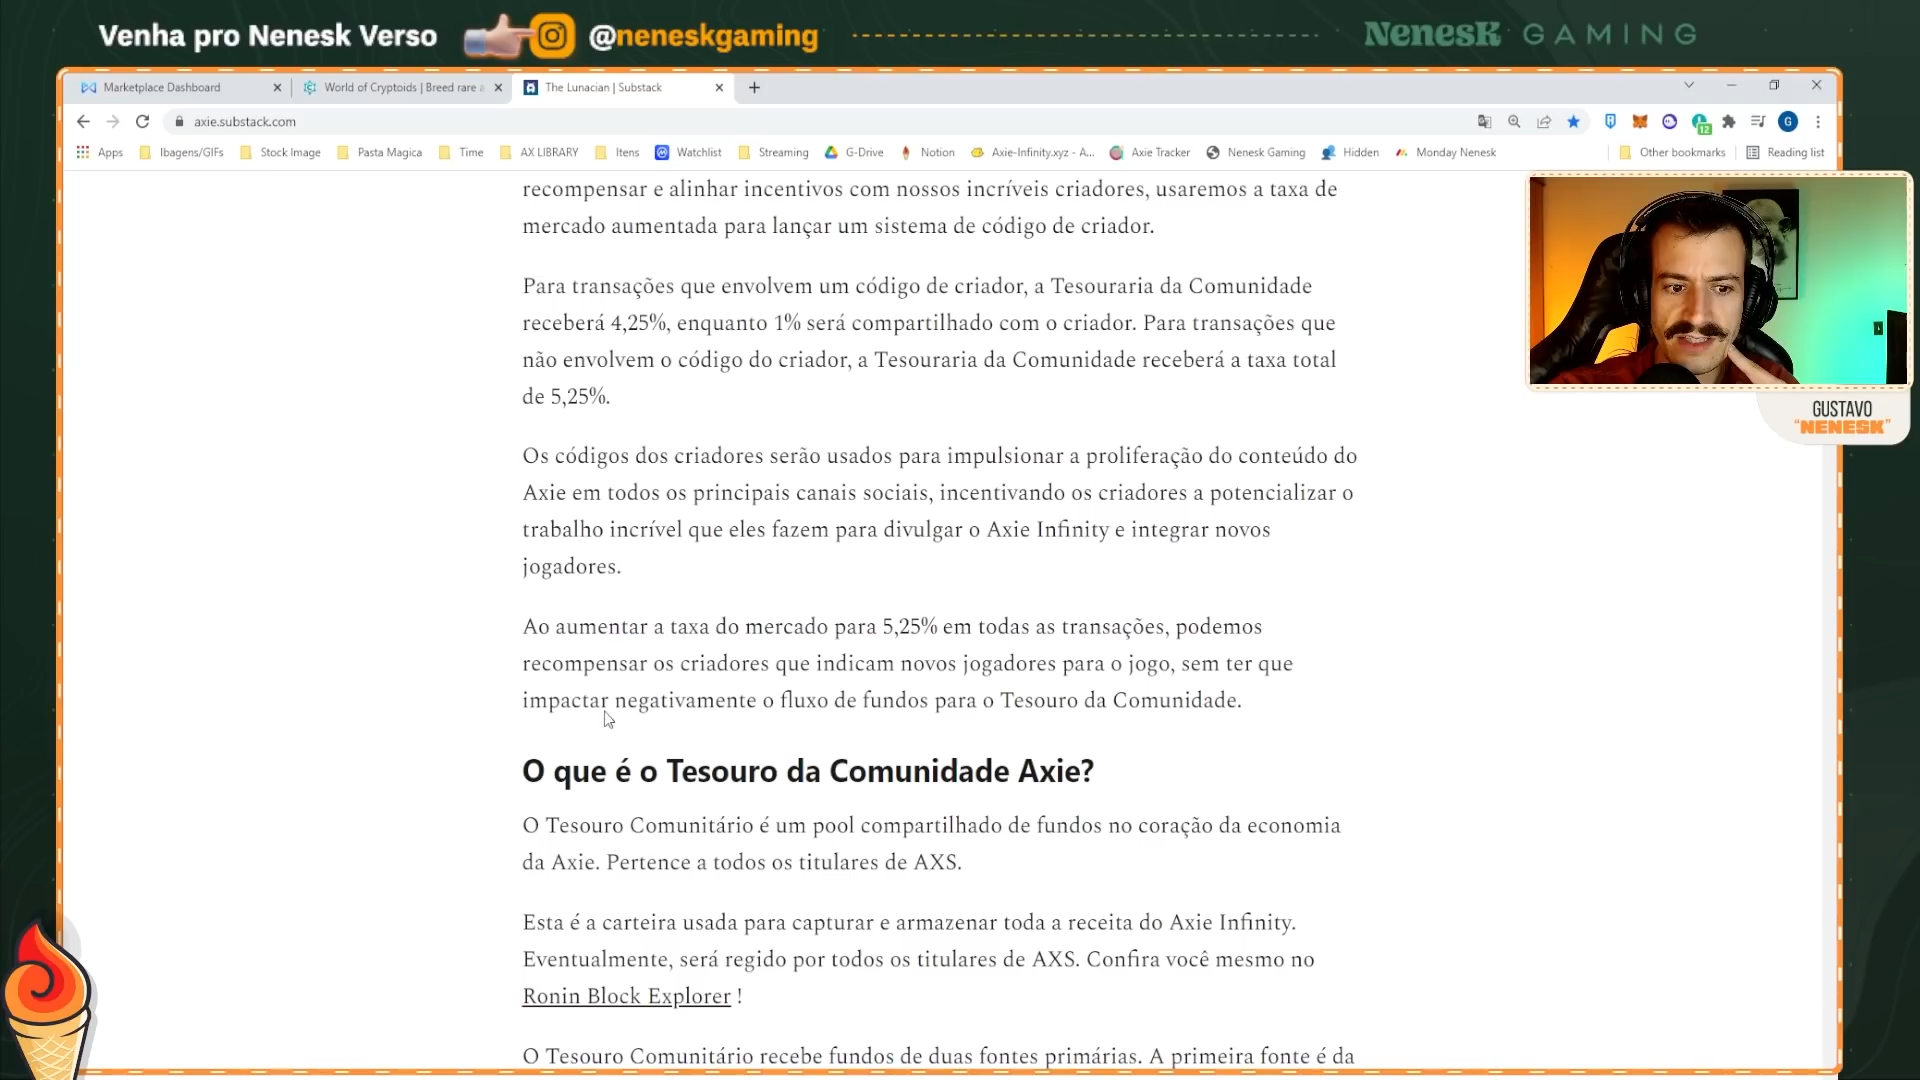 Venha pro Nenesk Verso
@neneskgaming
NenesK GAMING
Marketplace Dashboard
World of Cryptoids | Breed rare a
The Lunacian | Substack
axie.substack.com
12
G
Apps
Ibagens/GIFs
Stock Image
Pasta Magica
Time
AX LIBRARY
Itens
Watchlist
Streaming
G-Drive
Notion
Axie-Infinity.xyz - A...
Axie Tracker
Nenesk Gaming
Hidden
Monday Nenesk
Other bookmarks
Reading list
recompensar e alinhar incentivos com nossos incríveis criadores, usaremos a taxa de
mercado aumentada para lançar um sistema de código de criador.
Para transações que envolvem um código de criador, a Tesouraria da Comunidade
receberá 4,25%, enquanto 1% será compartilhado com o criador. Para transações que
não envolvem o código do criador, a Tesouraria da Comunidade receberá a taxa total
de 5,25%.
Os códigos dos criadores serão usados para impulsionar a proliferação do conteúdo do
Axie em todos os principais canais sociais, incentivando os criadores a potencializar o
trabalho incrível que eles fazem para divulgar o Axie Infinity e integrar novos
jogadores.
Ao aumentar a taxa do mercado para 5,25% em todas as transações, podemos
recompensar os criadores que indicam novos jogadores para o jogo, sem ter que
impactar negativamente o fluxo de fundos para o Tesouro da Comunidade.
O que é o Tesouro da Comunidade Axie?
O Tesouro Comunitário é um pool compartilhado de fundos no coração da economia
da Axie. Pertence a todos os titulares de AXS.
Esta é a carteira usada para capturar e armazenar toda a receita do Axie Infinity.
Eventualmente, será regido por todos os titulares de AXS. Confira você mesmo no
Ronin Block Explorer !
O Tesouro Comunitário recebe fundos de duas fontes primárias. A primeira fonte é da
GUSTAVO
"NENESK"